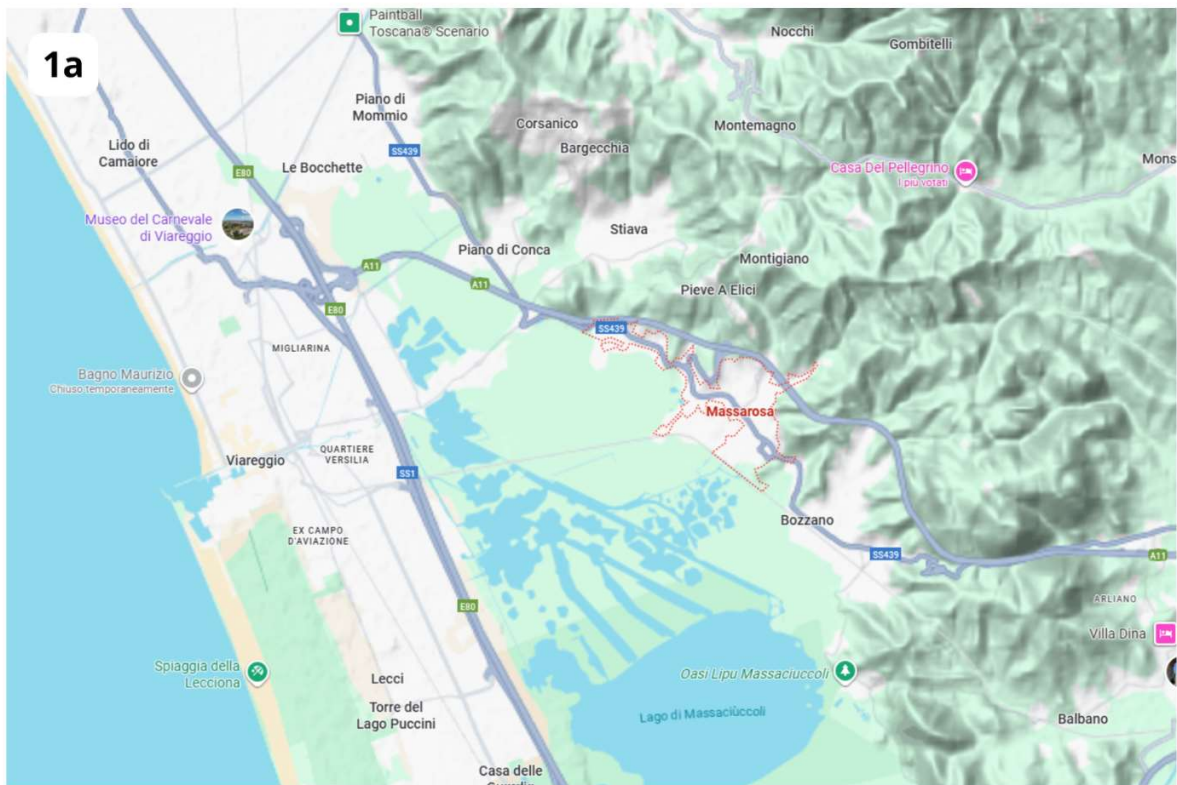 1a
Paintball
Toscana® Scenario
Nocchi
Gombitelli
Piano di
Mommio
Corsanico
Montemagno
Lido di
Camaiore
SS439
Bargecchia
Le Bocchette
E80
Casa Del Pellegrino
I più votati
Museo del Carnevale
di Viareggio
Stiava
Piano di Conca
Montigiano
A11
A11
Pieve A Elici
E80
SS439
MIGLIARINA
Bagno Maurizio
Chiuso temporaneamente
Massarosa
QUARTIERE
VERSILIA
Viareggio
SS1
Bozzano
EX CAMPO
D'AVIAZIONE
SS439
A11
ARLIANO
E80
Villa Dina
Spiaggia della
Lecciona
Oasi Lipu Massaciuccoli
Lecci
Torre del
Lago Puccini
Lago di Massaciùccoli
Balbano
Casa delle